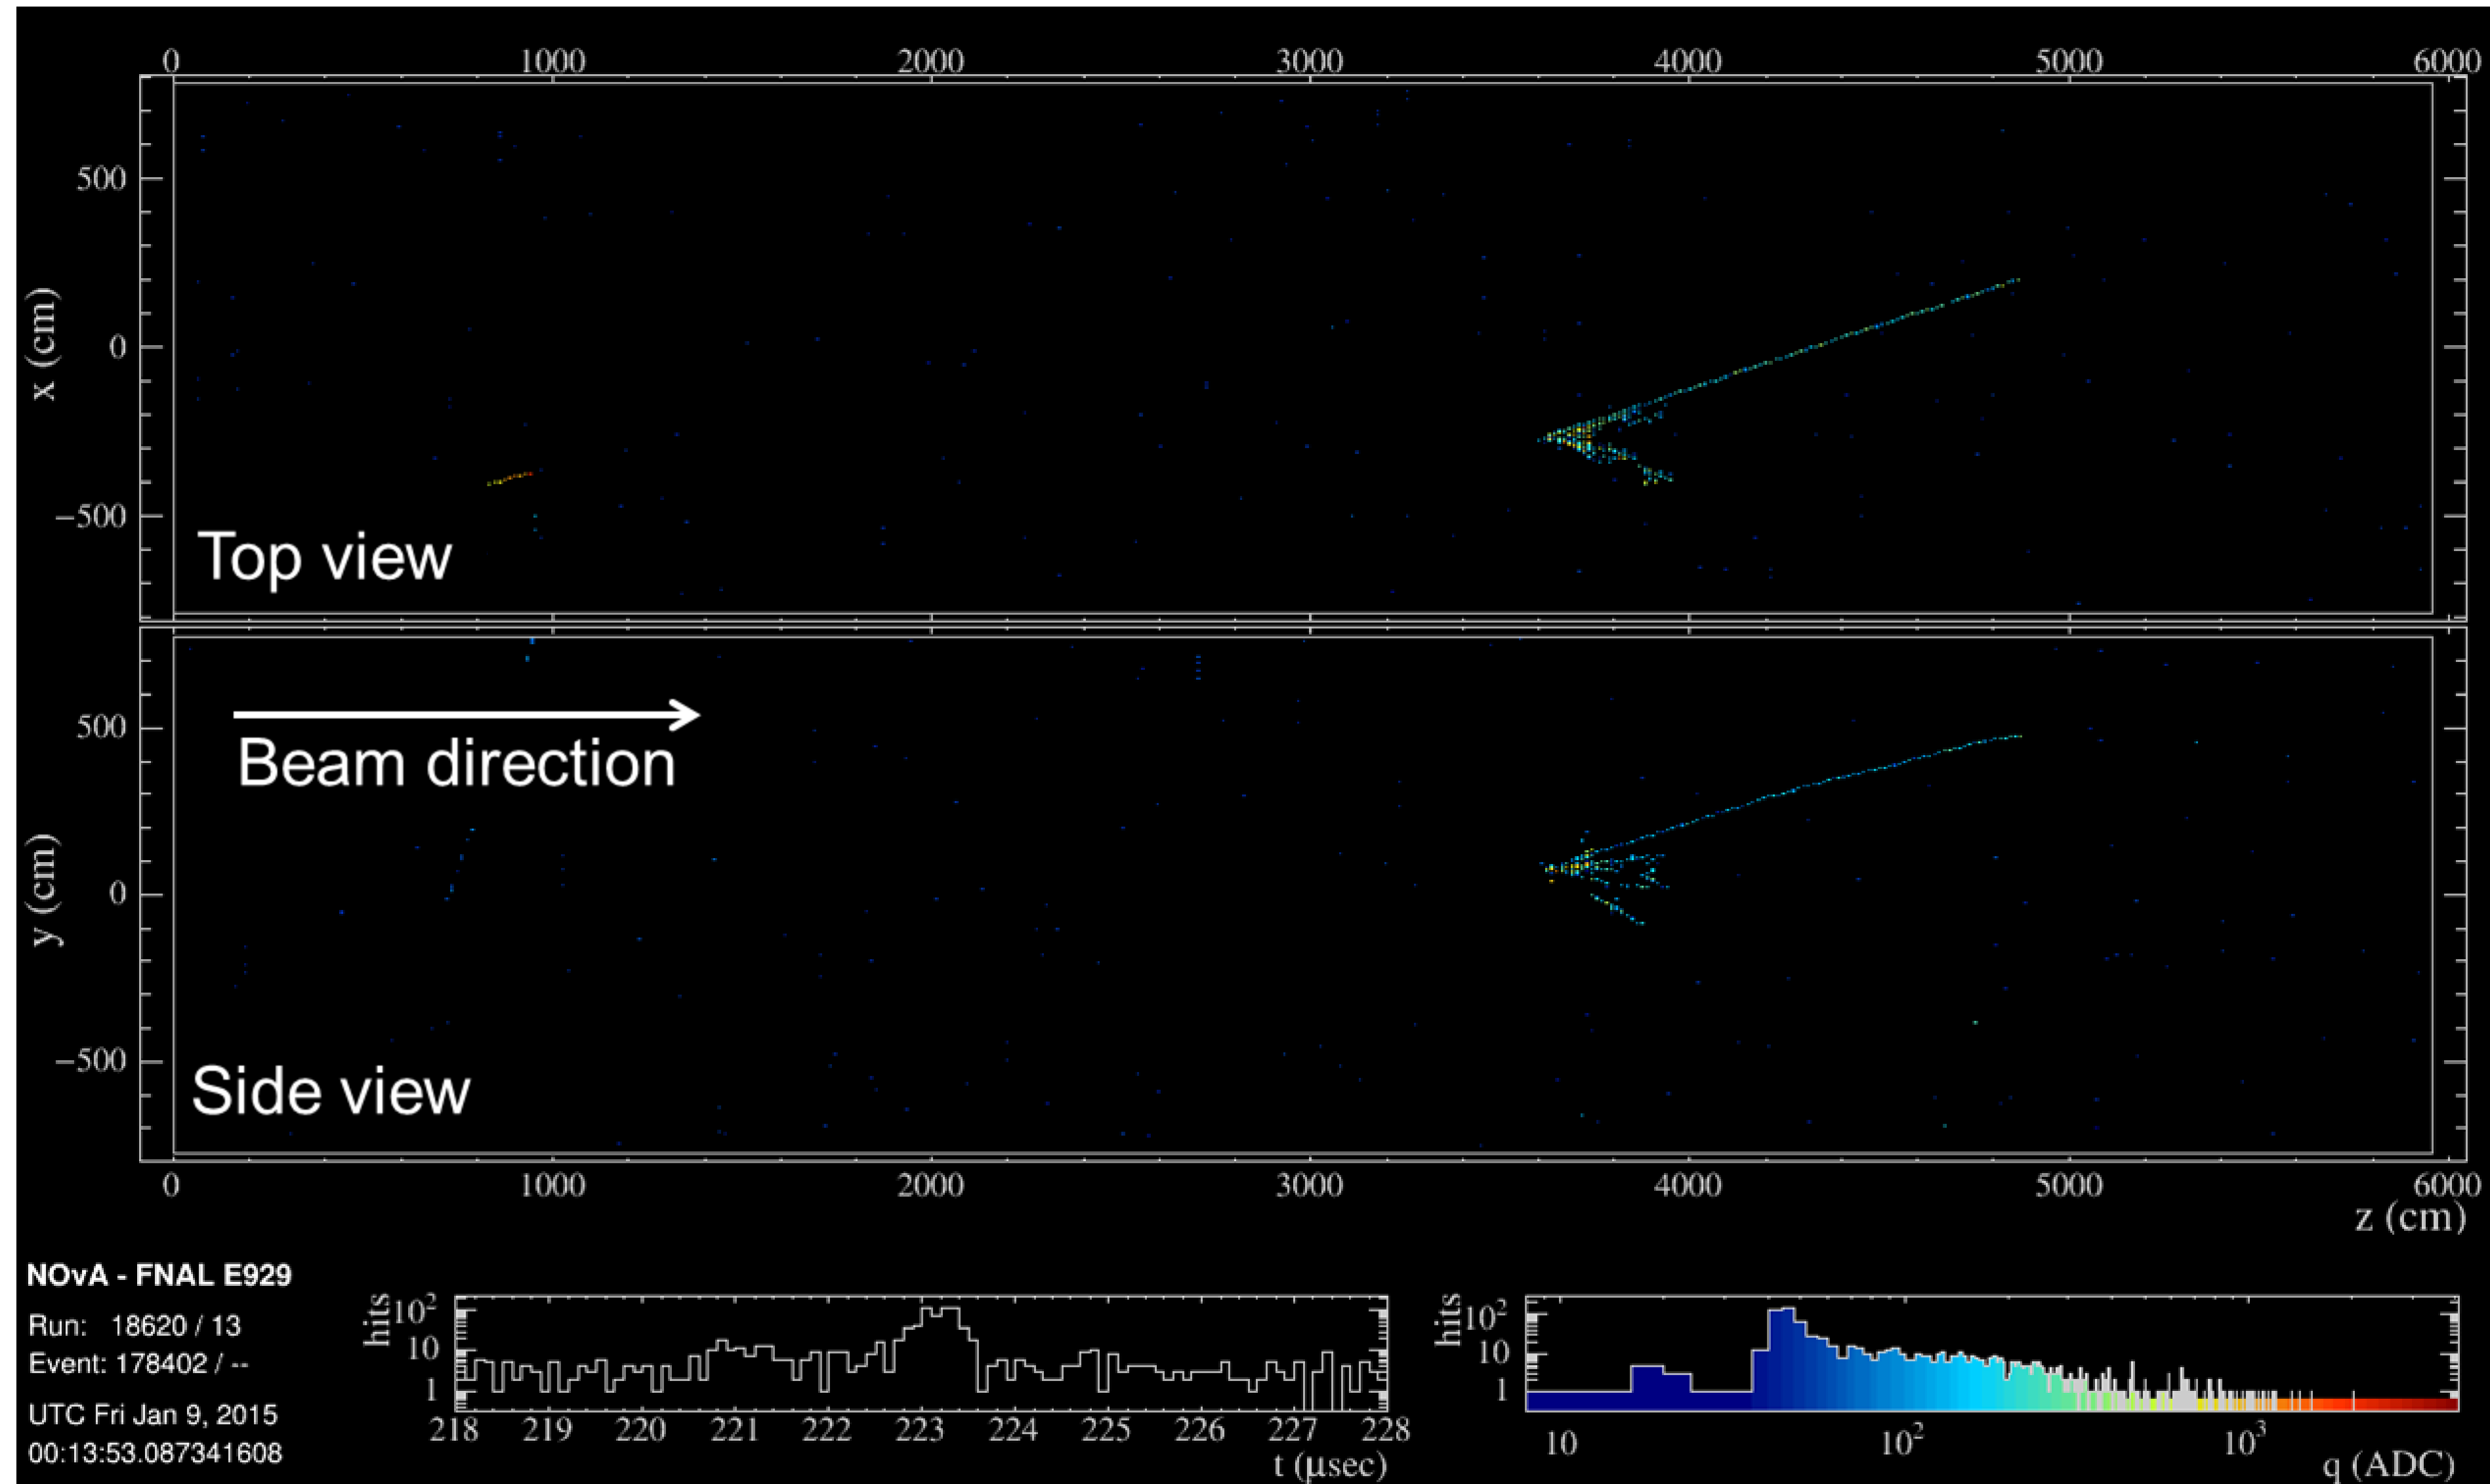 0 1000 2000 3000 4000 5000 6000
500
0
−500
x (cm)
Top view
500
0
−500
y (cm)
Beam direction
Side view
0 1000 2000 3000 4000 5000 6000
z (cm)
NOvA - FNAL E929
Run: 18620 / 13
Event: 178402 / --
UTC Fri Jan 9, 2015
00:13:53.087341608
hits
10²
10
1
218 219 220 221 222 223 224 225 226 227 228
t (μsec)
hits
10²
10
1
10 10² 10³
q (ADC)